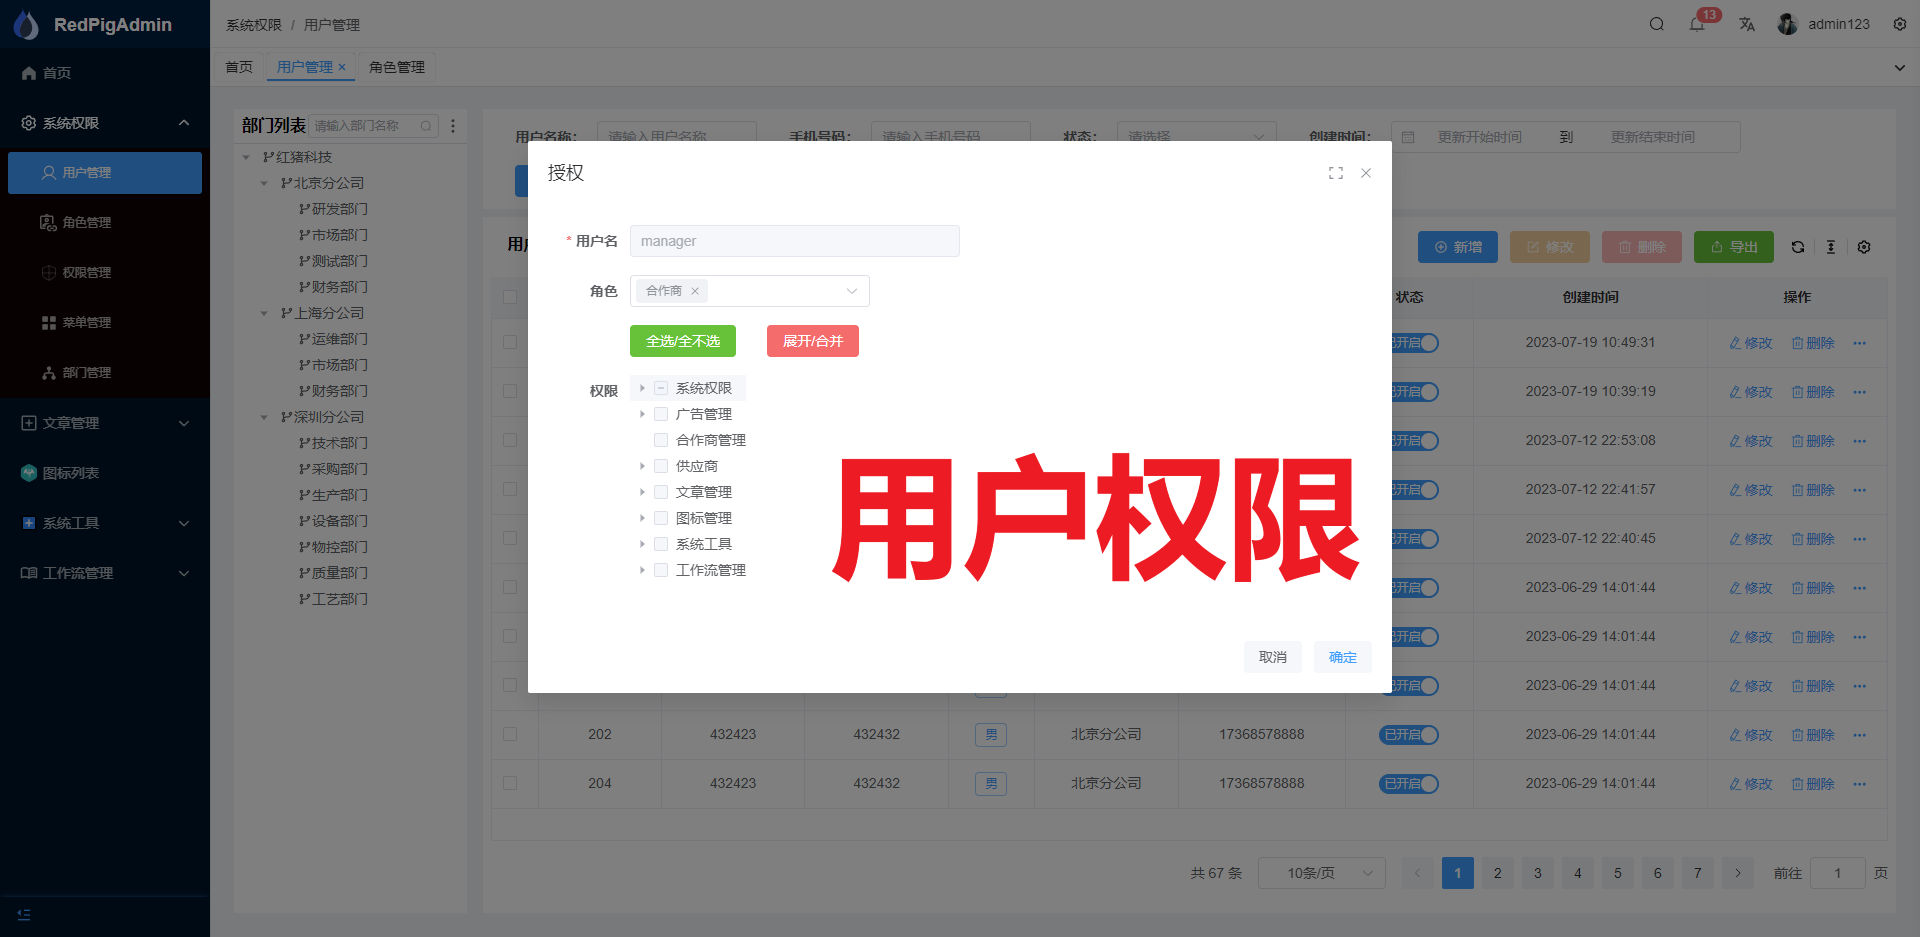 RedPigAdmin
首页
系统权限
用户管理
角色管理
权限管理
菜单管理
部门管理
文章管理
图标列表
系统工具
工作流管理
系统权限 / 用户管理
13
admin123
首页
用户管理 ×
角色管理
部门列表
请输入部门名称
红猪科技
北京分公司
研发部门
市场部门
测试部门
财务部门
上海分公司
运维部门
市场部门
财务部门
深圳分公司
技术部门
采购部门
生产部门
设备部门
物控部门
质量部门
工艺部门
用户名称: 请输入用户名称 手机号码: 请输入手机号码 状态: 请选择 创建时间: 更新开始时间 到 更新结束时间
新增 修改 删除 导出
状态 创建时间 操作
已开启 2023-07-19 10:49:31 修改 删除
已开启 2023-07-19 10:39:19 修改 删除
已开启 2023-07-12 22:53:08 修改 删除
已开启 2023-07-12 22:41:57 修改 删除
已开启 2023-07-12 22:40:45 修改 删除
已开启 2023-06-29 14:01:44 修改 删除
已开启 2023-06-29 14:01:44 修改 删除
已开启 2023-06-29 14:01:44 修改 删除
202 432423 432432 男 北京分公司 17368578888 已开启 2023-06-29 14:01:44 修改 删除
204 432423 432432 男 北京分公司 17368578888 已开启 2023-06-29 14:01:44 修改 删除
共 67 条 10条/页 1 2 3 4 5 6 7 前往 1 页
授权
* 用户名 manager
角色 合作商 ×
全选/全不选 展开/合并
权限
系统权限
广告管理
合作商管理
供应商
文章管理
图标管理
系统工具
工作流管理
用户权限
取消 确定